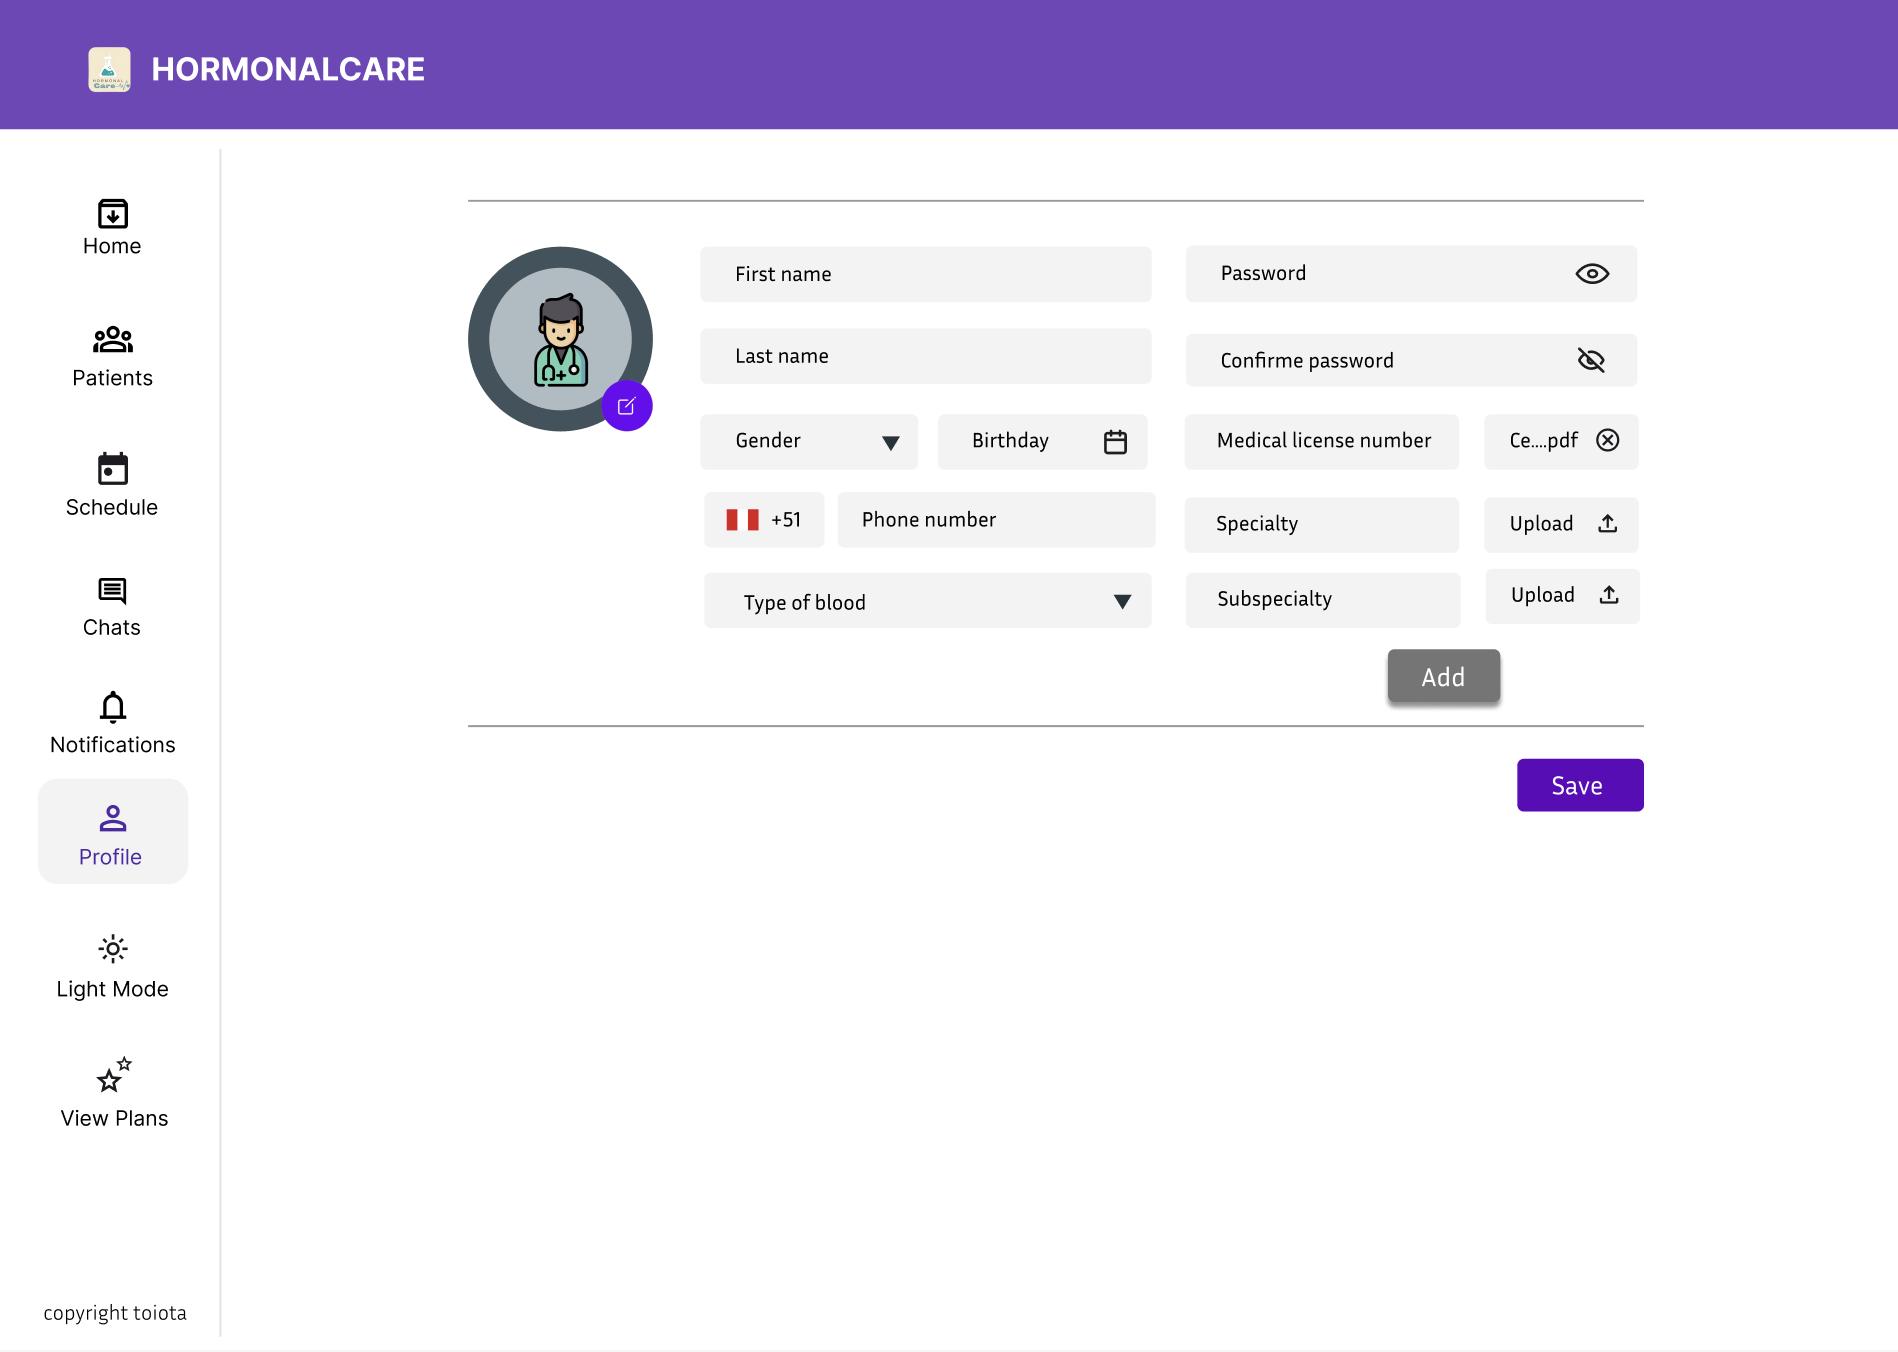 HORMONAL
Care
HORMONALCARE
Home
Patients
Schedule
Chats
Notifications
Profile
Light Mode
View Plans
copyright toiota
First name
Password
Last name
Confirme password
Gender
Birthday
Medical license number
Ce....pdf
+51
Phone number
Specialty
Upload
Type of blood
Subspecialty
Upload
Add
Save